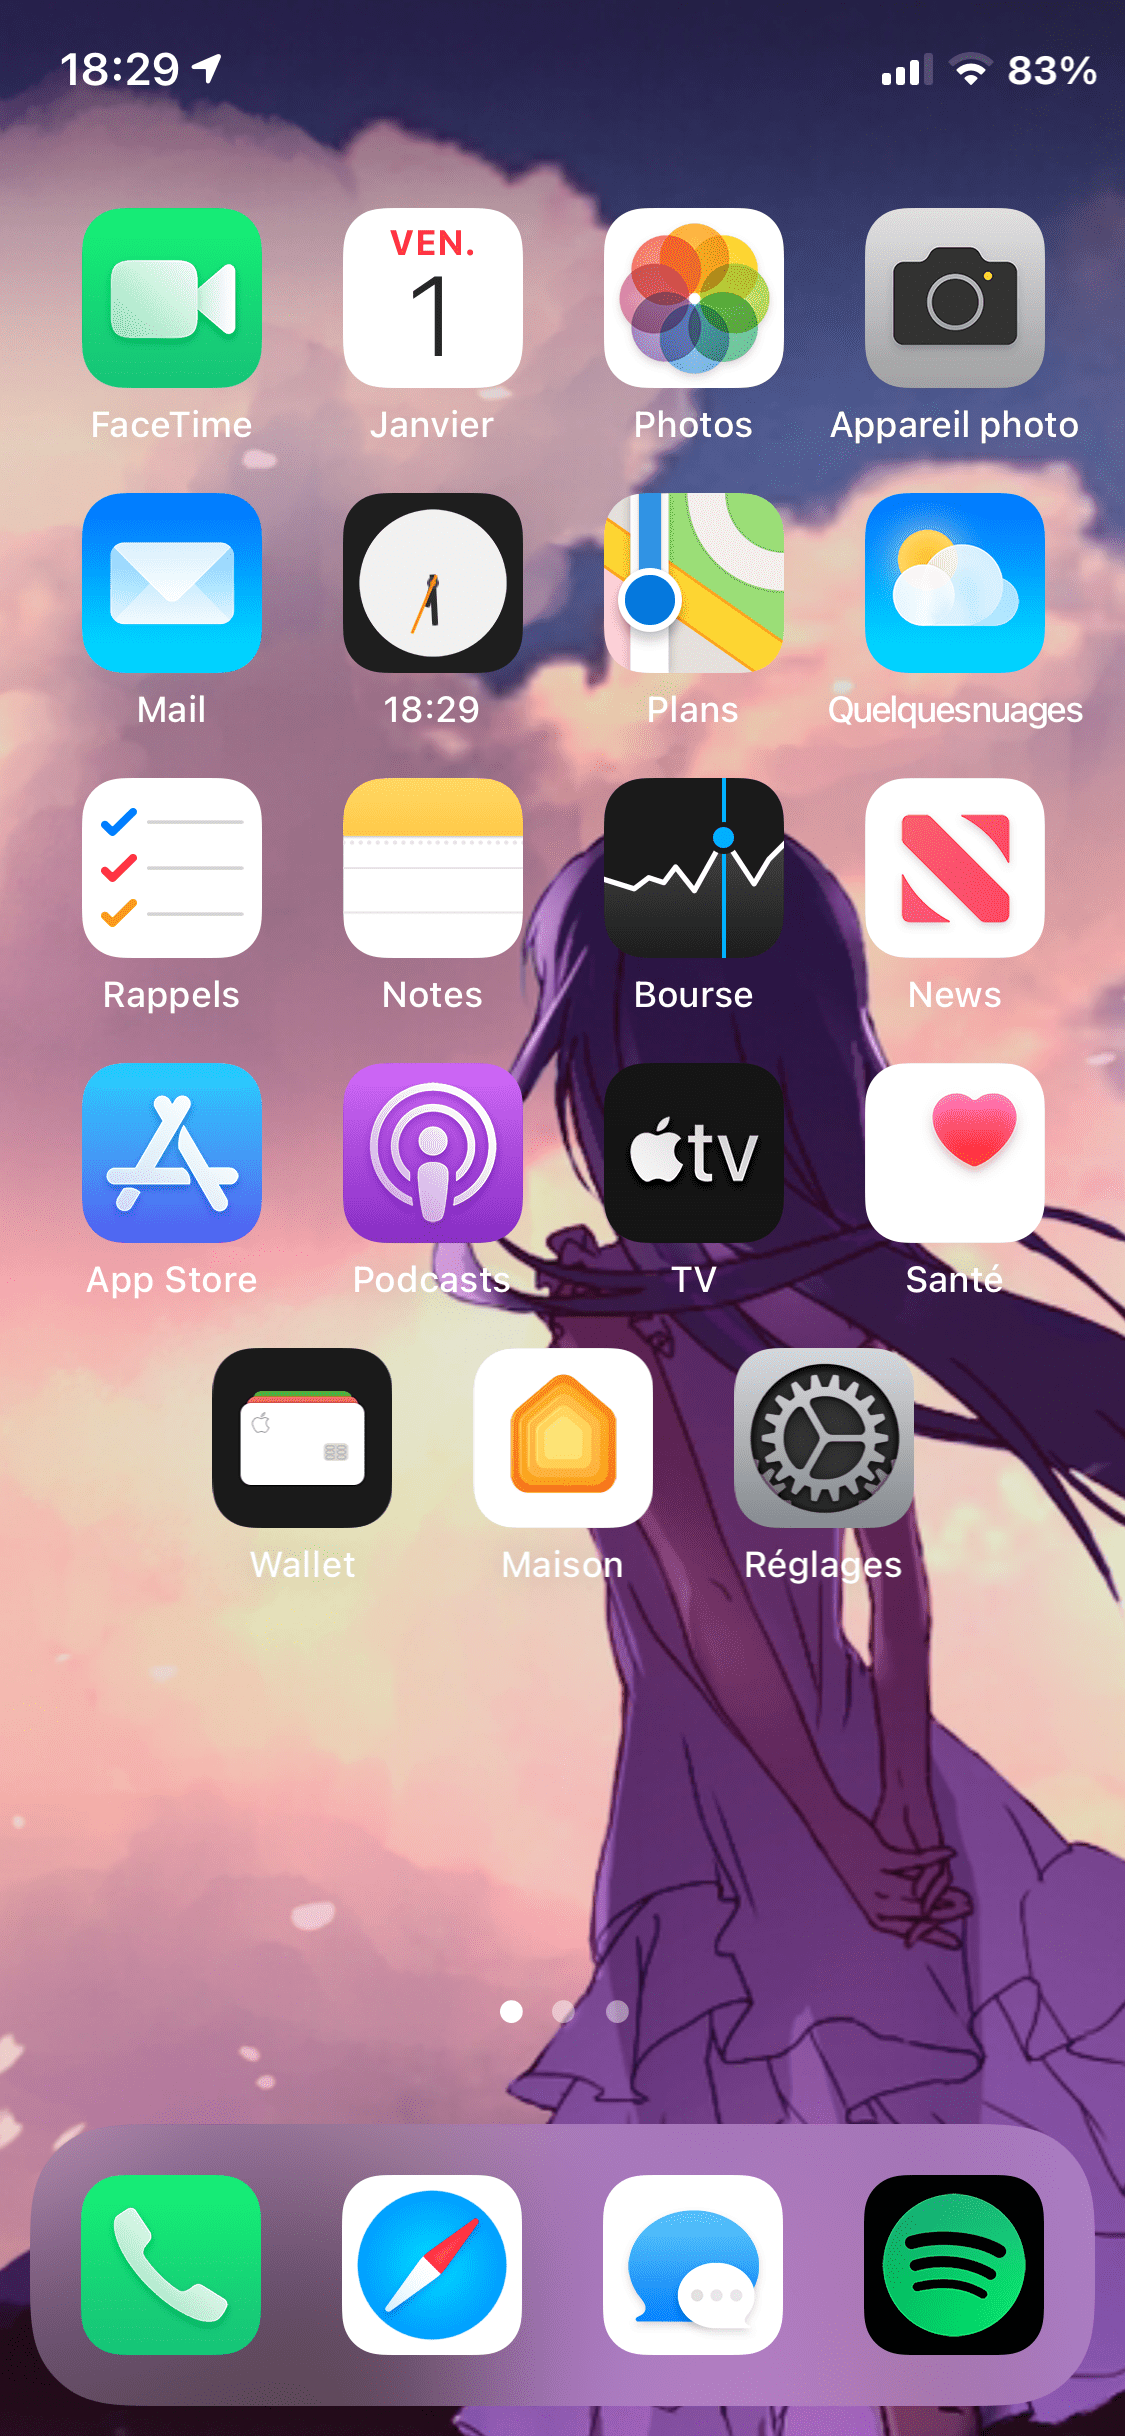 18:29
83%
VEN.
1
FaceTime
Janvier
Photos
Appareil photo
Mail
18:29
Plans
Quelquesnuages
Rappels
Notes
Bourse
News
tv
App Store
Podcasts
TV
Santé
Wallet
Maison
Réglages